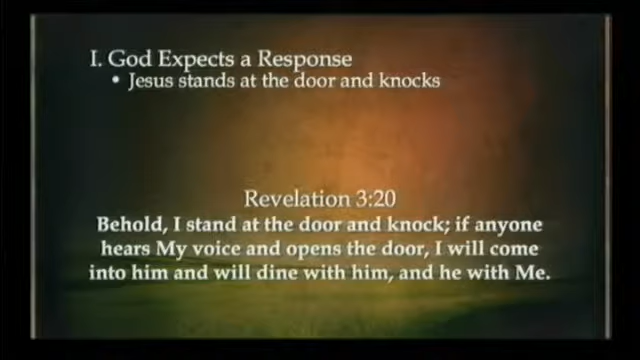 I. God Expects a Response
• Jesus stands at the door and knocks
Revelation 3:20
Behold, I stand at the door and knock; if anyone
hears My voice and opens the door, I will come
into him and will dine with him, and he with Me.